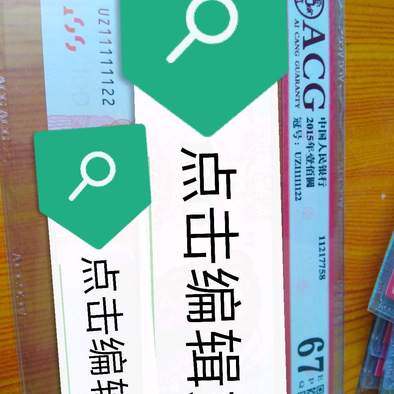 UZ11111122
ACG
AI CANG GUARANTY
中国人民银行
2015年壹佰圆
冠号：UZ11111122
11217758
67
E P
点击编辑
点击编辑